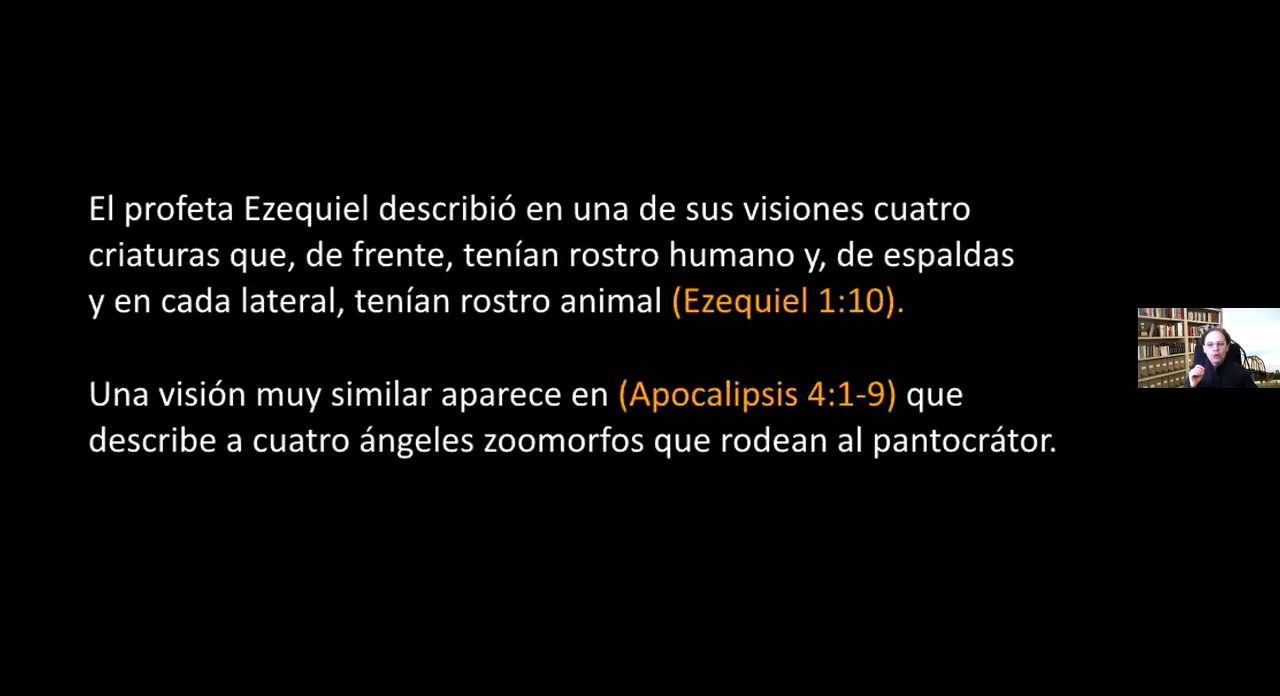 El profeta Ezequiel describió en una de sus visiones cuatro
criaturas que, de frente, tenían rostro humano y, de espaldas
y en cada lateral, tenían rostro animal (Ezequiel 1:10).
Una visión muy similar aparece en (Apocalipsis 4:1-9) que
describe a cuatro ángeles zoomorfos que rodean al pantocrátor.